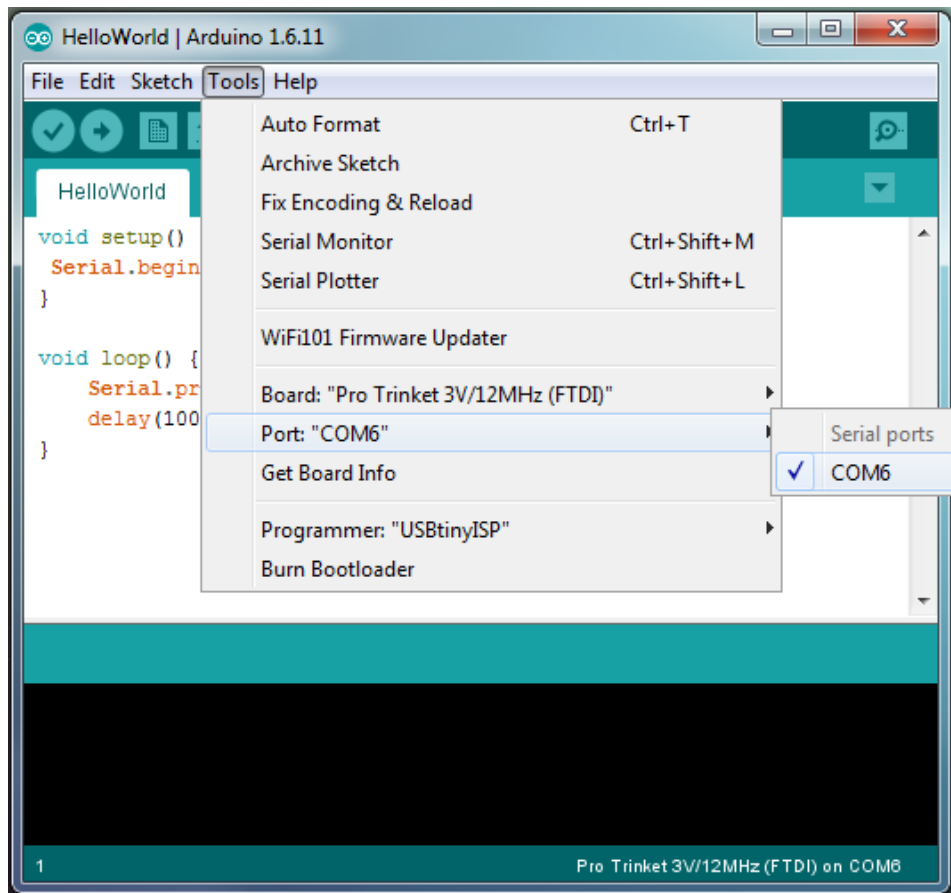 HelloWorld | Arduino 1.6.11
File Edit Sketch Tools Help
Auto Format Ctrl+T
Archive Sketch
HelloWorld
Fix Encoding & Reload
void setup()
Serial Monitor Ctrl+Shift+M
Serial.begin
Serial Plotter Ctrl+Shift+L
}
WiFi101 Firmware Updater
void loop() {
Serial.pr
Board: "Pro Trinket 3V/12MHz (FTDI)"
delay(100
Port: "COM6"
Serial ports
}
Get Board Info
COM6
Programmer: "USBtinyISP"
Burn Bootloader
1 Pro Trinket 3V/12MHz (FTDI) on COM6